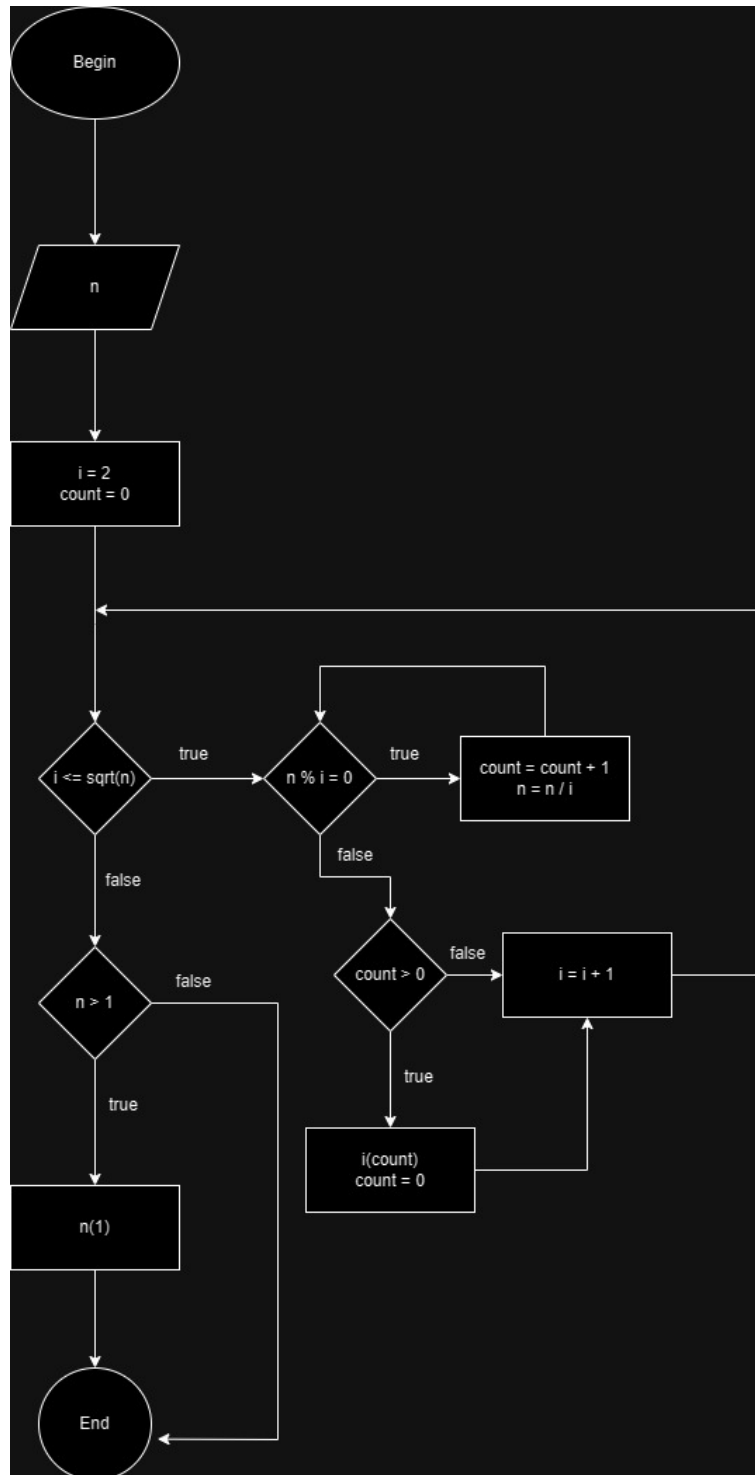 Begin
n
i = 2
count = 0
i <= sqrt(n)
true
n % i = 0
true
count = count + 1
n = n / i
false
false
count > 0
false
i = i + 1
n > 1
false
true
true
i(count)
count = 0
n(1)
End